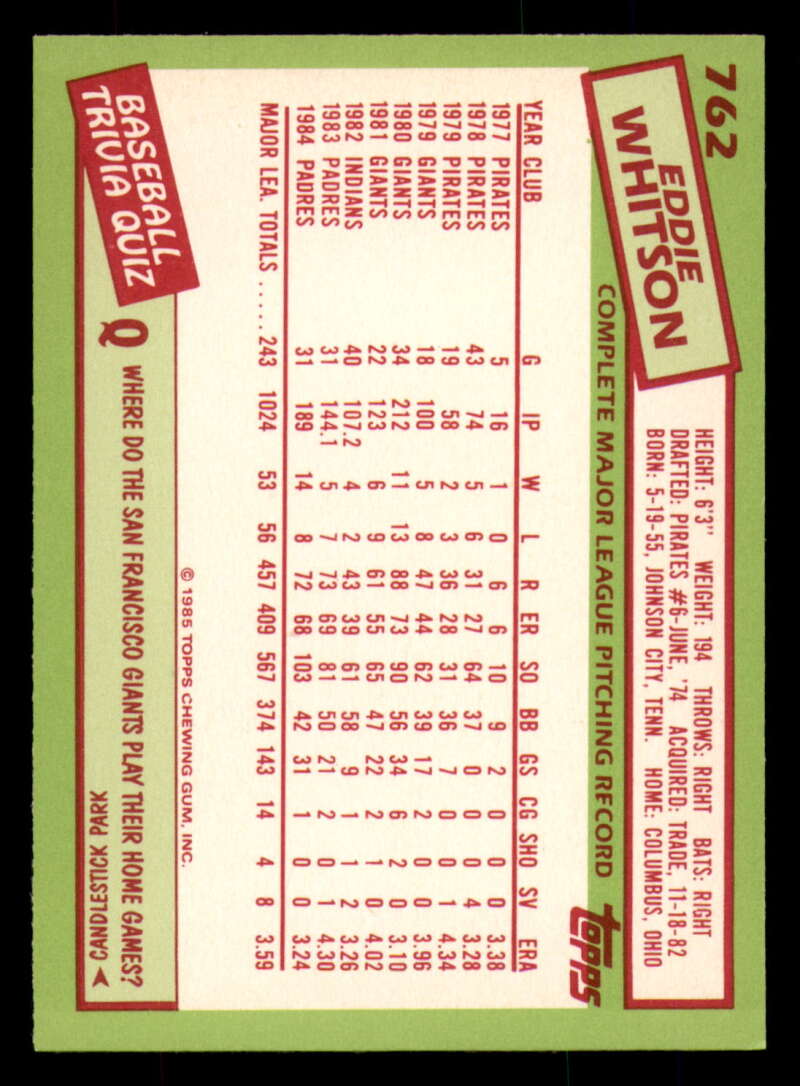 762
EDDIE
WHITSON
HEIGHT: 6'3" WEIGHT: 194 THROWS: RIGHT BATS: RIGHT
DRAFTED: PIRATES #6-JUNE, '74 ACQUIRED: TRADE, 11-18-82
BORN: 5-19-55, JOHNSON CITY, TENN. HOME: COLUMBUS, OHIO
COMPLETE MAJOR LEAGUE PITCHING RECORD
topps
YEAR CLUB G IP W L R ER SO BB GS CG SHO SV ERA
1977 PIRATES 5 16 1 0 6 6 10 9 2 0 0 0 3.38
1978 PIRATES 43 74 5 6 31 27 64 37 0 0 0 4 3.28
1979 PIRATES 19 58 2 3 36 28 31 36 7 0 0 1 4.34
1979 GIANTS 18 100 5 8 47 44 62 39 17 2 0 0 3.96
1980 GIANTS 34 212 11 13 88 73 90 56 34 6 2 0 3.10
1981 GIANTS 22 123 6 9 61 55 65 47 22 2 1 0 4.02
1982 INDIANS 40 107.2 4 2 43 39 61 58 9 1 1 2 3.26
1983 PADRES 31 144.1 5 7 73 69 81 50 21 2 0 1 4.30
1984 PADRES 31 189 14 8 72 68 103 42 31 1 0 0 3.24
MAJOR LEA. TOTALS ..... 243 1024 53 56 457 409 567 374 143 14 4 8 3.59
© 1985 TOPPS CHEWING GUM, INC.
BASEBALL
TRIVIA QUIZ
Q WHERE DO THE SAN FRANCISCO GIANTS PLAY THEIR HOME GAMES?
A CANDLESTICK PARK